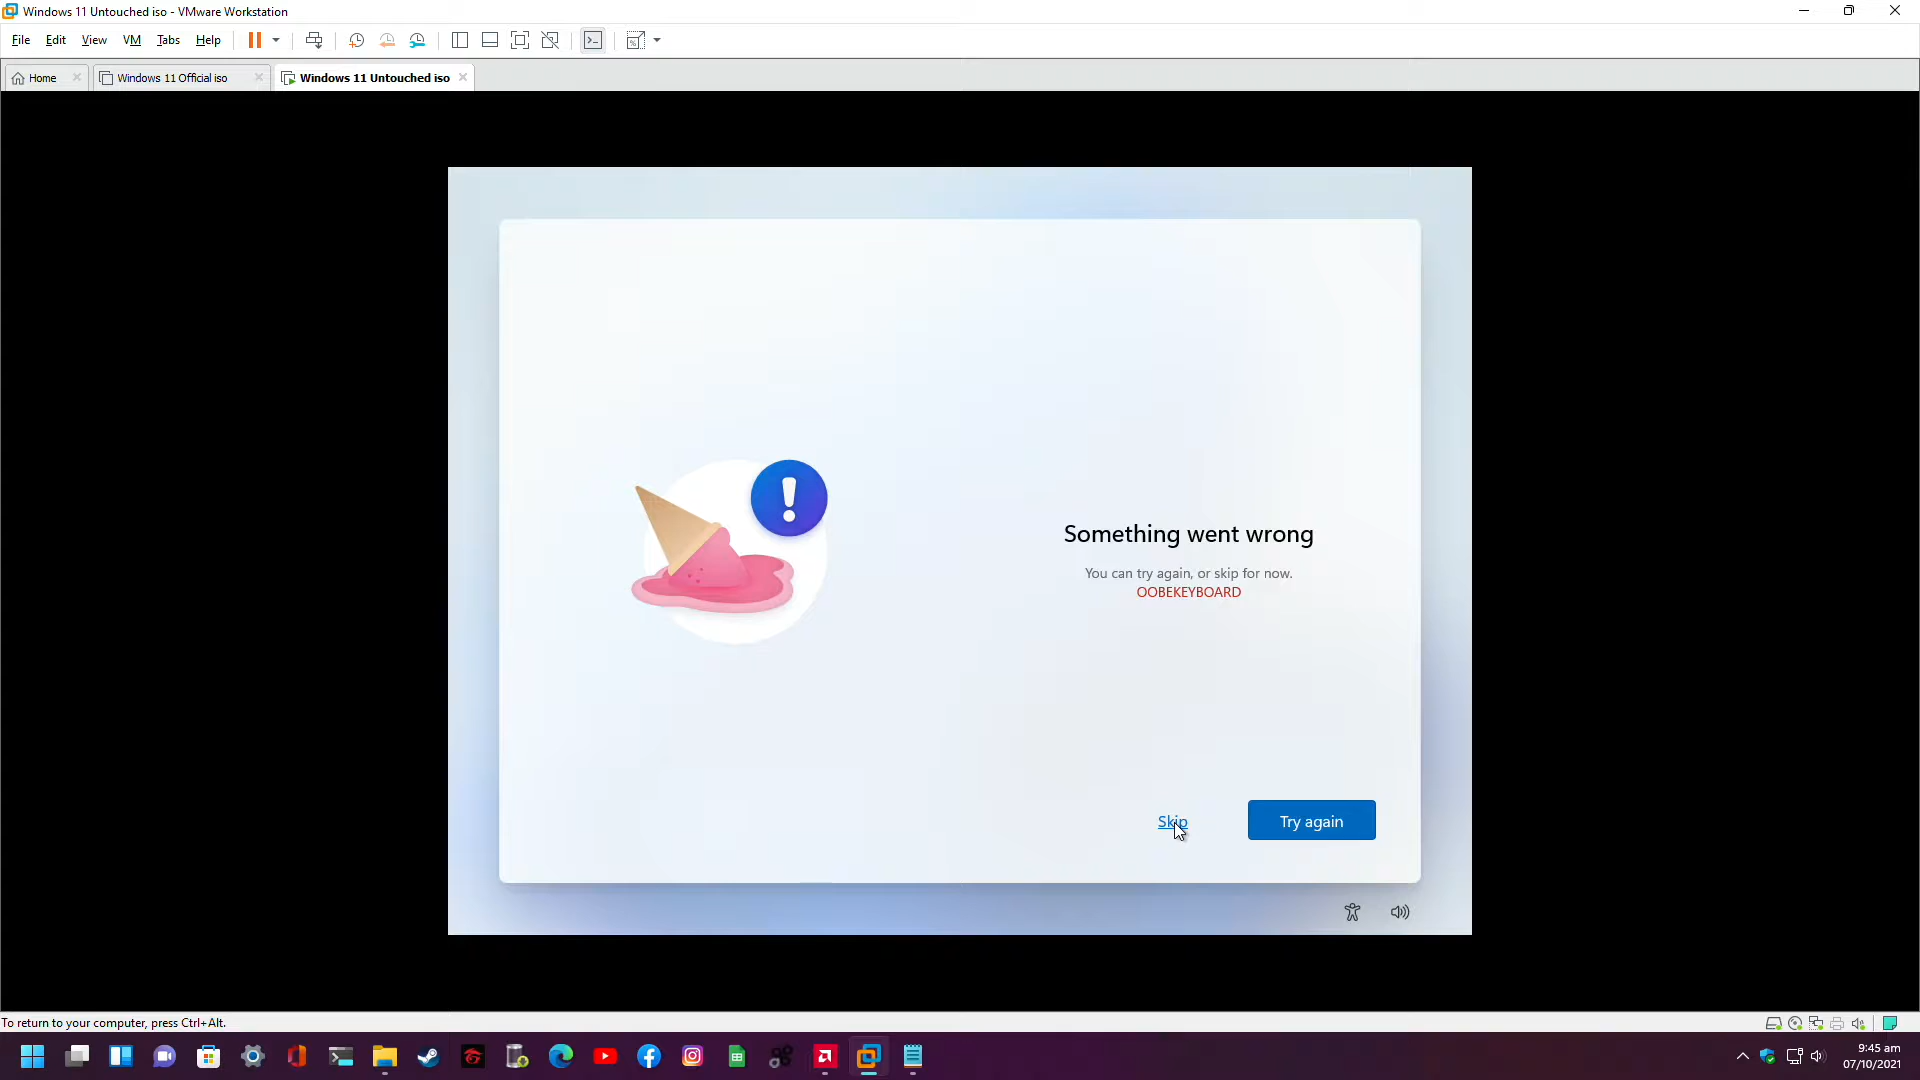 Windows 11 Untouched iso - VMware Workstation
File Edit View VM Tabs Help
Home Windows 11 Official iso Windows 11 Untouched iso
Something went wrong
You can try again, or skip for now.
OOBEKEYBOARD
Skip Try again
To return to your computer, press Ctrl+Alt.
9:45 am
07/10/2021